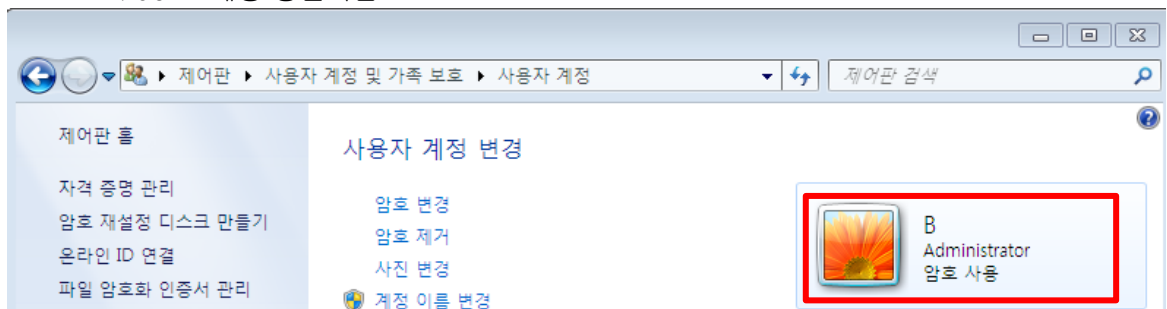 제어판 ▸ 사용자 계정 및 가족 보호 ▸ 사용자 계정
제어판 검색
제어판 홈
자격 증명 관리
암호 재설정 디스크 만들기
온라인 ID 연결
파일 암호화 인증서 관리
사용자 계정 변경
암호 변경
암호 제거
사진 변경
계정 이름 변경
B
Administrator
암호 사용